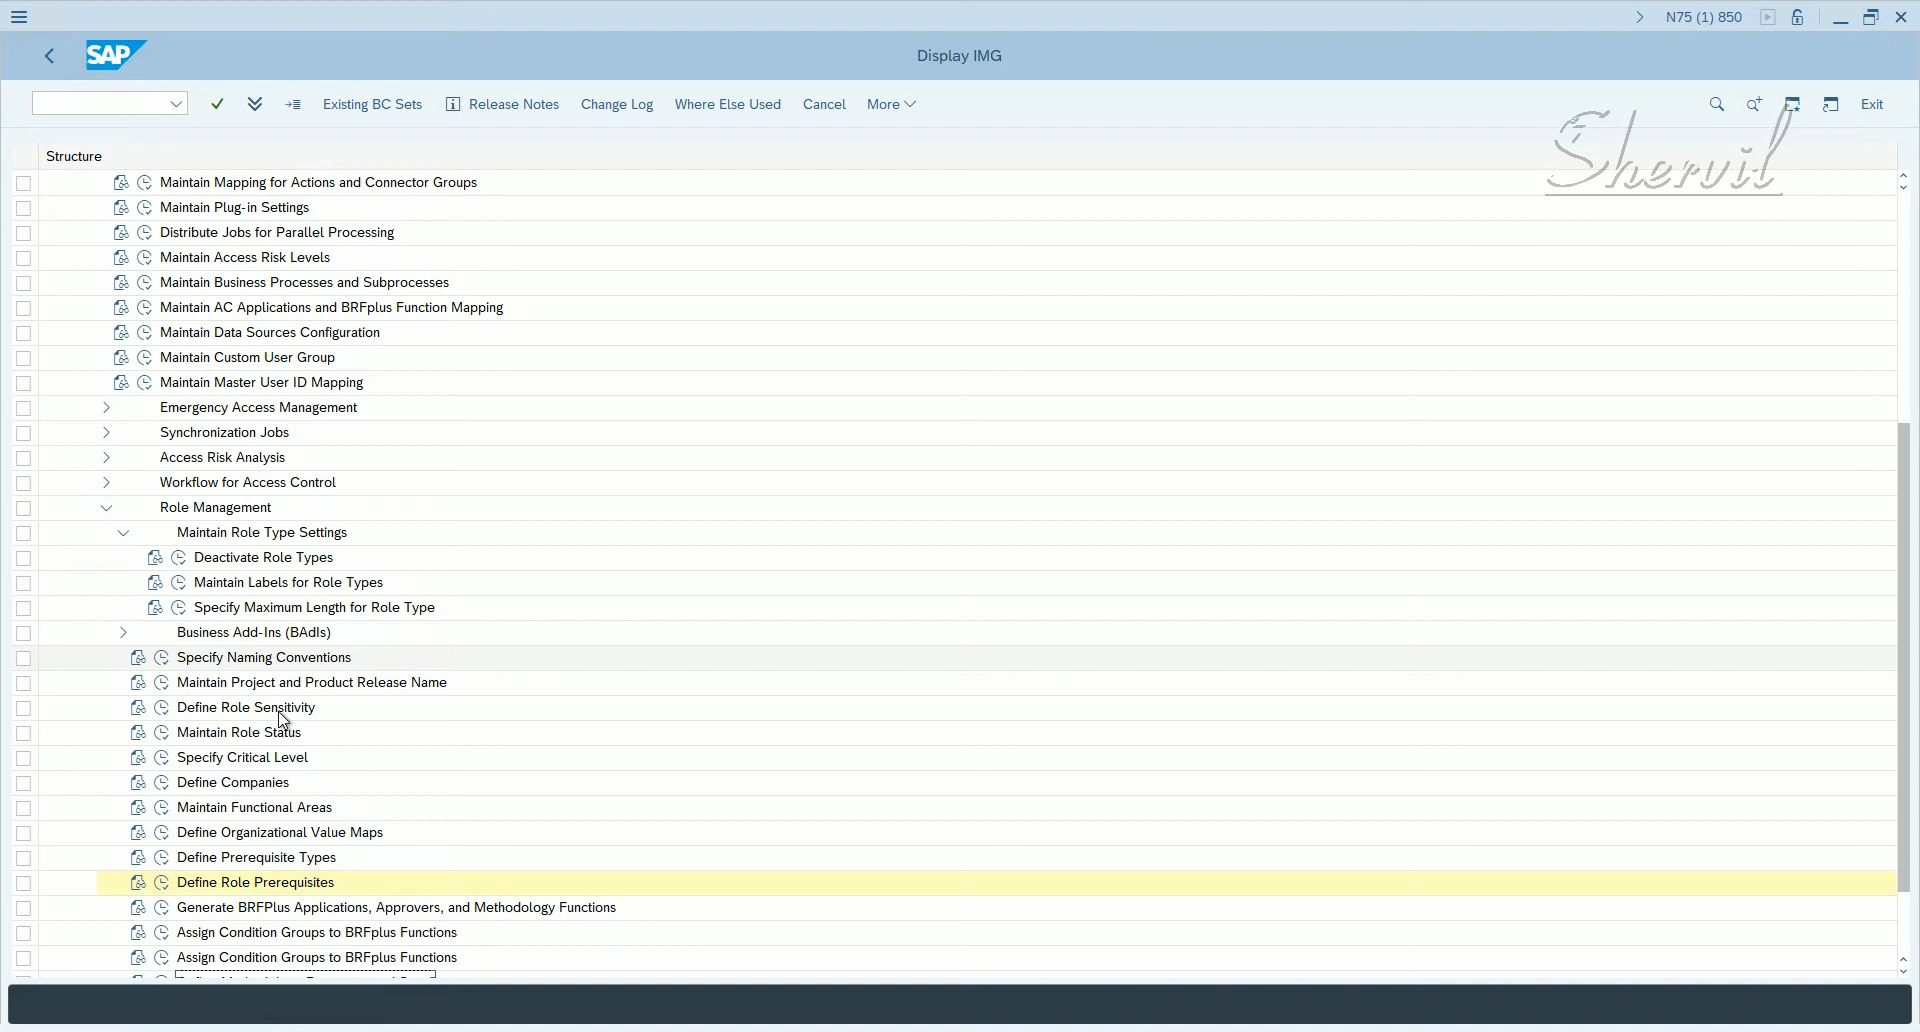 N75 (1) 850
SAP
Display IMG
Existing BC Sets
Release Notes
Change Log
Where Else Used
Cancel
More
Exit
Shervil
Structure
Maintain Mapping for Actions and Connector Groups
Maintain Plug-in Settings
Distribute Jobs for Parallel Processing
Maintain Access Risk Levels
Maintain Business Processes and Subprocesses
Maintain AC Applications and BRFplus Function Mapping
Maintain Data Sources Configuration
Maintain Custom User Group
Maintain Master User ID Mapping
Emergency Access Management
Synchronization Jobs
Access Risk Analysis
Workflow for Access Control
Role Management
Maintain Role Type Settings
Deactivate Role Types
Maintain Labels for Role Types
Specify Maximum Length for Role Type
Business Add-Ins (BAdIs)
Specify Naming Conventions
Maintain Project and Product Release Name
Define Role Sensitivity
Maintain Role Status
Specify Critical Level
Define Companies
Maintain Functional Areas
Define Organizational Value Maps
Define Prerequisite Types
Define Role Prerequisites
Generate BRFPlus Applications, Approvers, and Methodology Functions
Assign Condition Groups to BRFplus Functions
Assign Condition Groups to BRFplus Functions